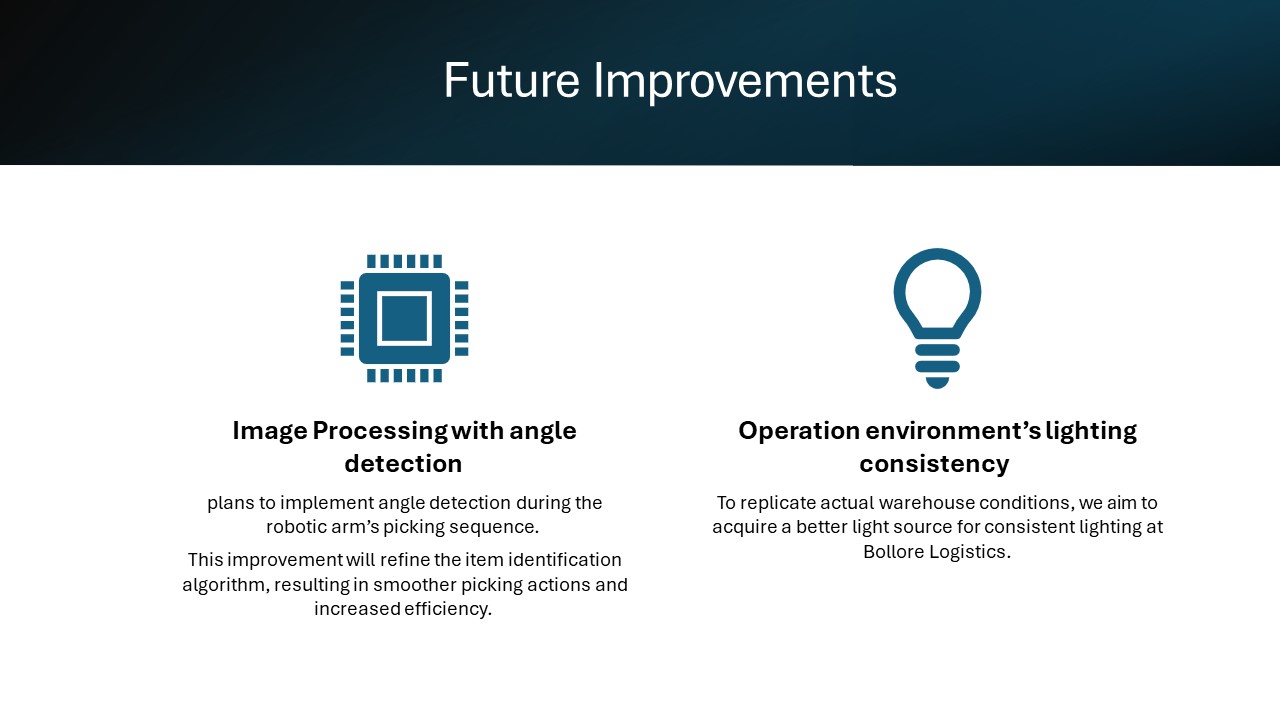 Future Improvements
Image Processing with angle
detection
plans to implement angle detection during the
robotic arm’s picking sequence.
This improvement will refine the item identification
algorithm, resulting in smoother picking actions and
increased efficiency.
Operation environment’s lighting
consistency
To replicate actual warehouse conditions, we aim to
acquire a better light source for consistent lighting at
Bollore Logistics.